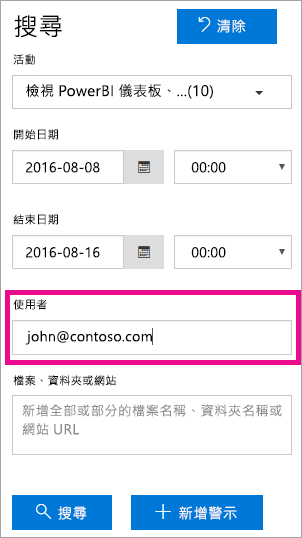 搜尋
清除
活動
檢視 PowerBI 儀表板、...(10)
開始日期
2016-08-08
00:00
結束日期
2016-08-16
00:00
使用者
john@contoso.com
檔案、資料夾或網站
新增全部或部分的檔案名稱、資料夾名稱或
網站 URL
搜尋
新增警示